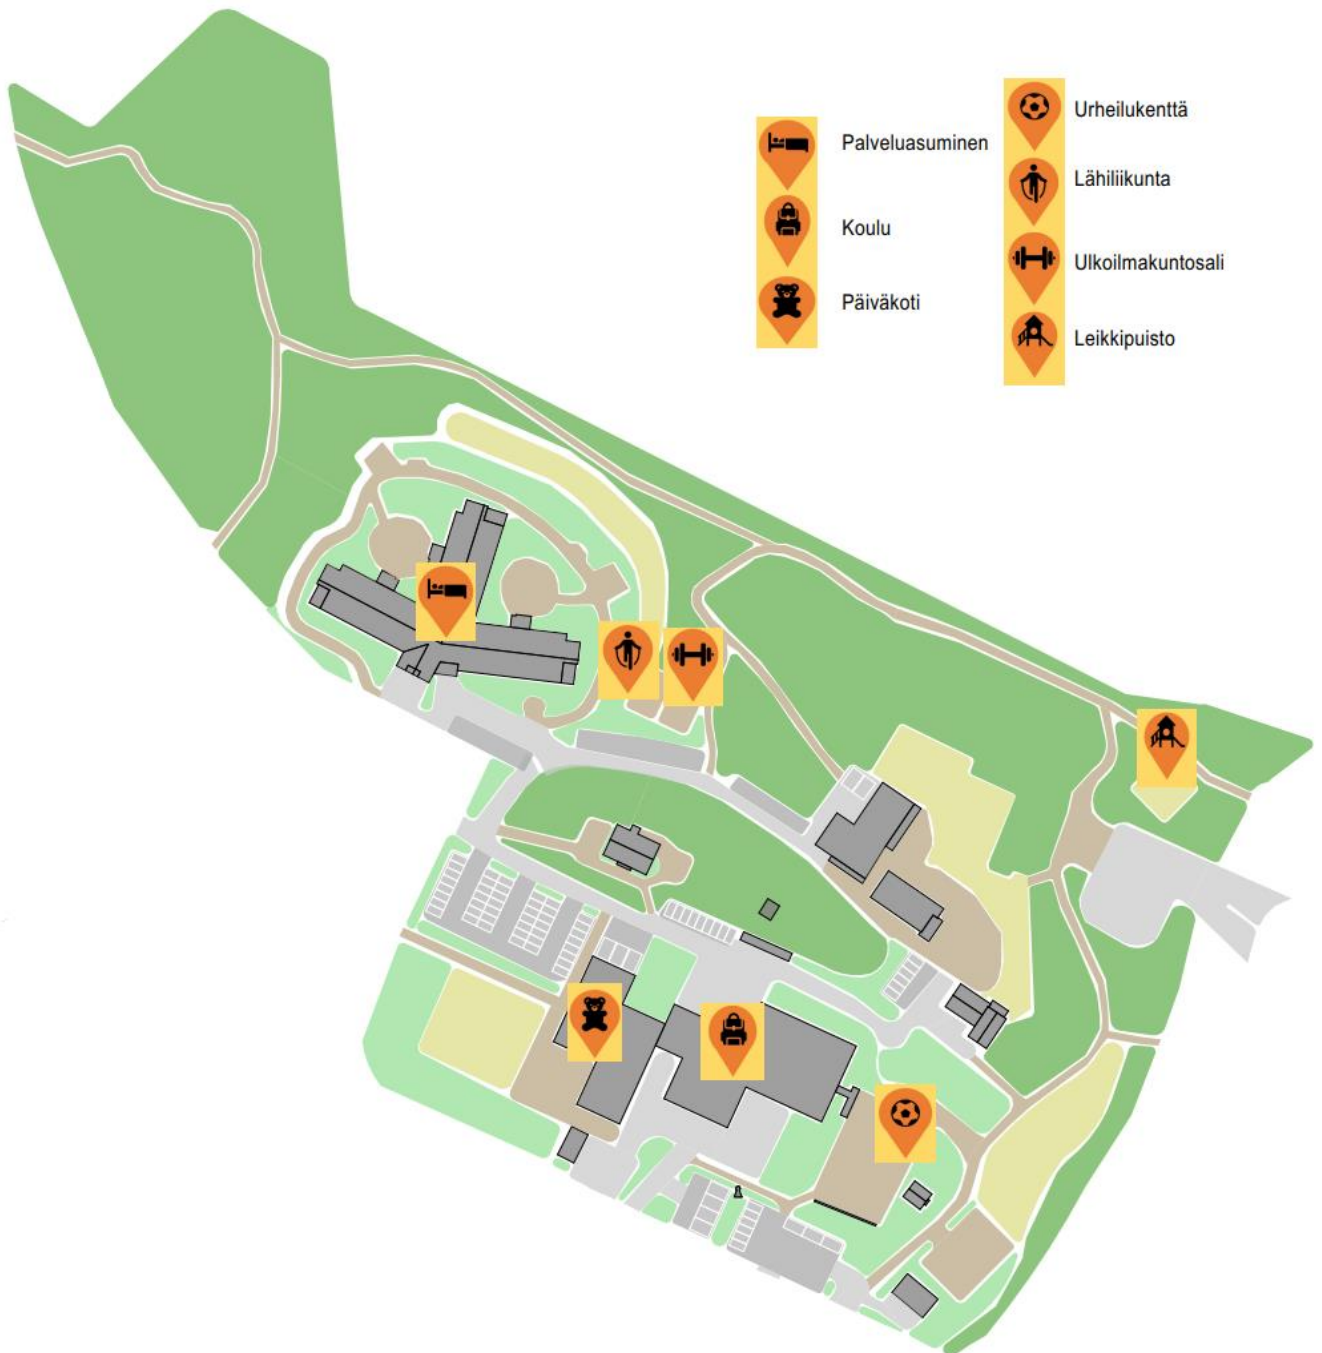 Palveluasuminen
Koulu
Päiväkoti
Urheilukenttä
Lähiliikunta
Ulkoilmakuntosali
Leikkipuisto